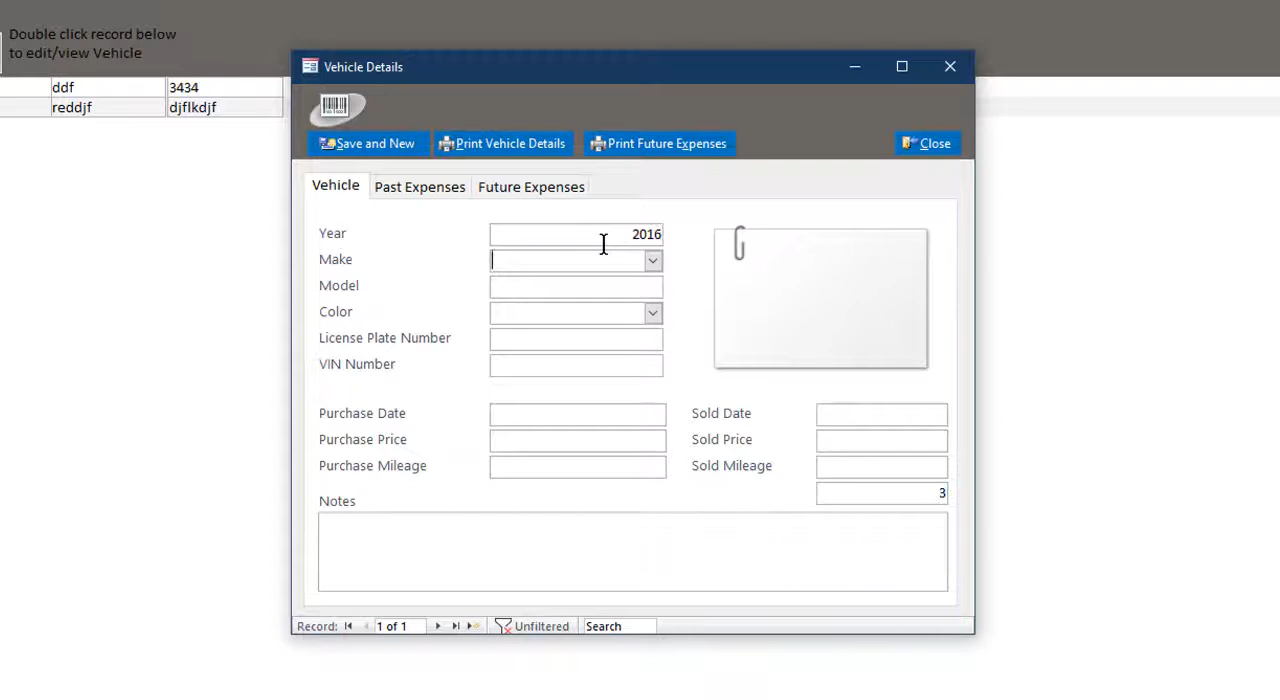 Double click record below
to edit/view Vehicle
ddf 3434
reddjf djflkdjf
Vehicle Details
Save and New Print Vehicle Details Print Future Expenses Close
Vehicle Past Expenses Future Expenses
Year 2016
Make
Model
Color
License Plate Number
VIN Number
Purchase Date Sold Date
Purchase Price Sold Price
Purchase Mileage Sold Mileage
3
Notes
Record: 1 of 1 Unfiltered Search